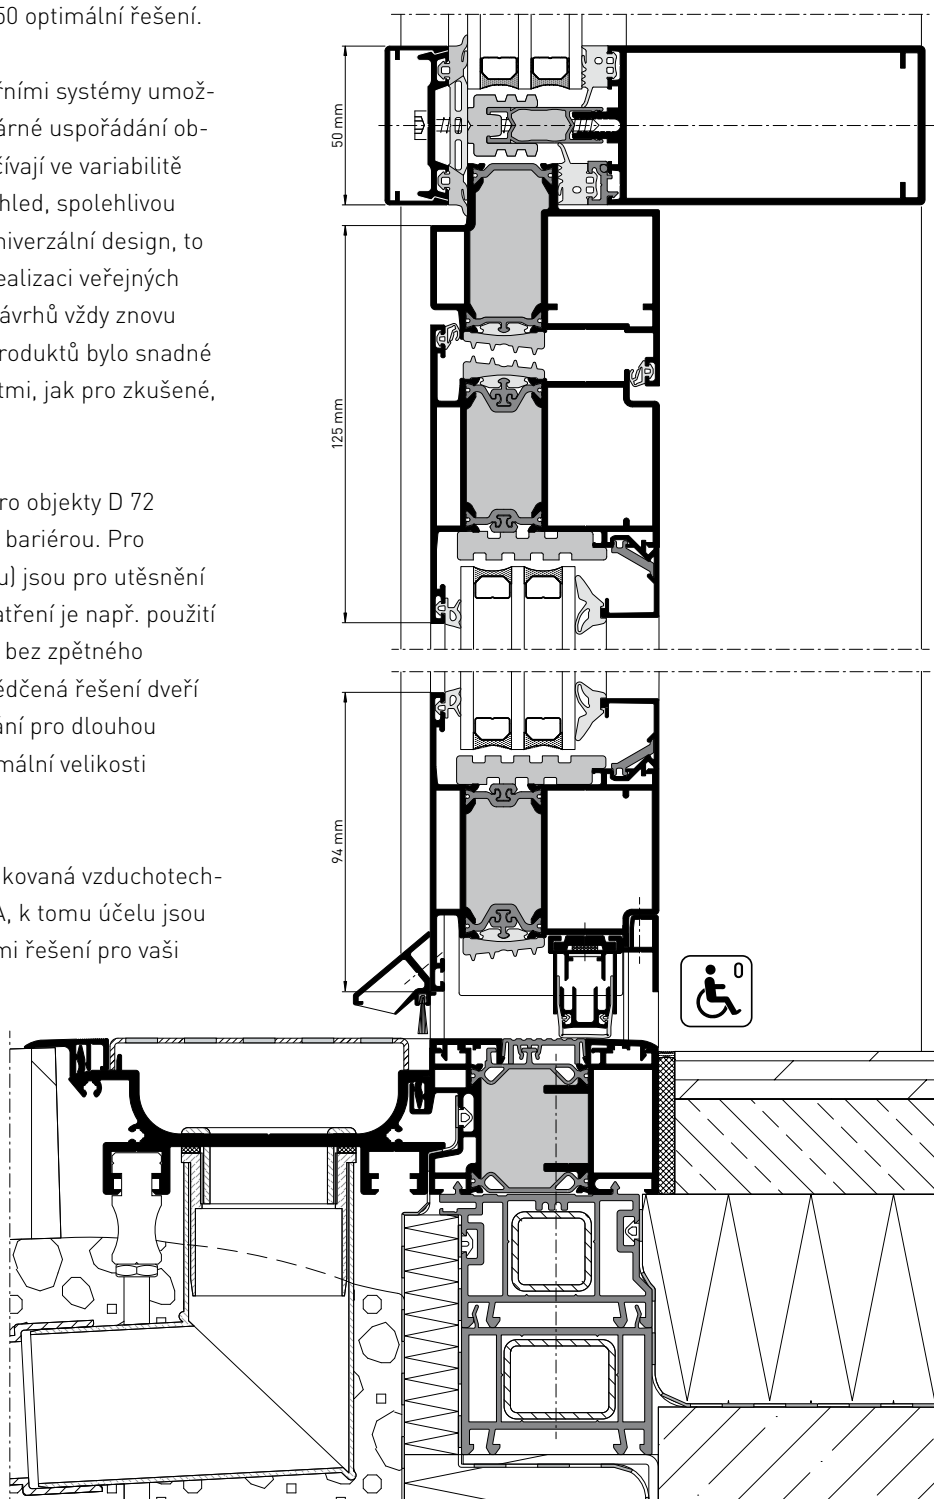 50 optimální řešení.
řními systémy umož-
árné uspořádání ob-
čívají ve variabilitě
hled, spolehlivou
niverzální design, to
ealizaci veřejných
ávrhů vždy znovu
roduktů bylo snadné
tmi, jak pro zkušené,
ro objekty D 72
bariérou. Pro
u) jsou pro utěsnění
atření je např. použití
bez zpětného
ědčená řešení dveří
ání pro dlouhou
mální velikosti
kovaná vzduchotech-
A, k tomu účelu jsou
mi řešení pro vaši
50 mm
125 mm
94 mm
0